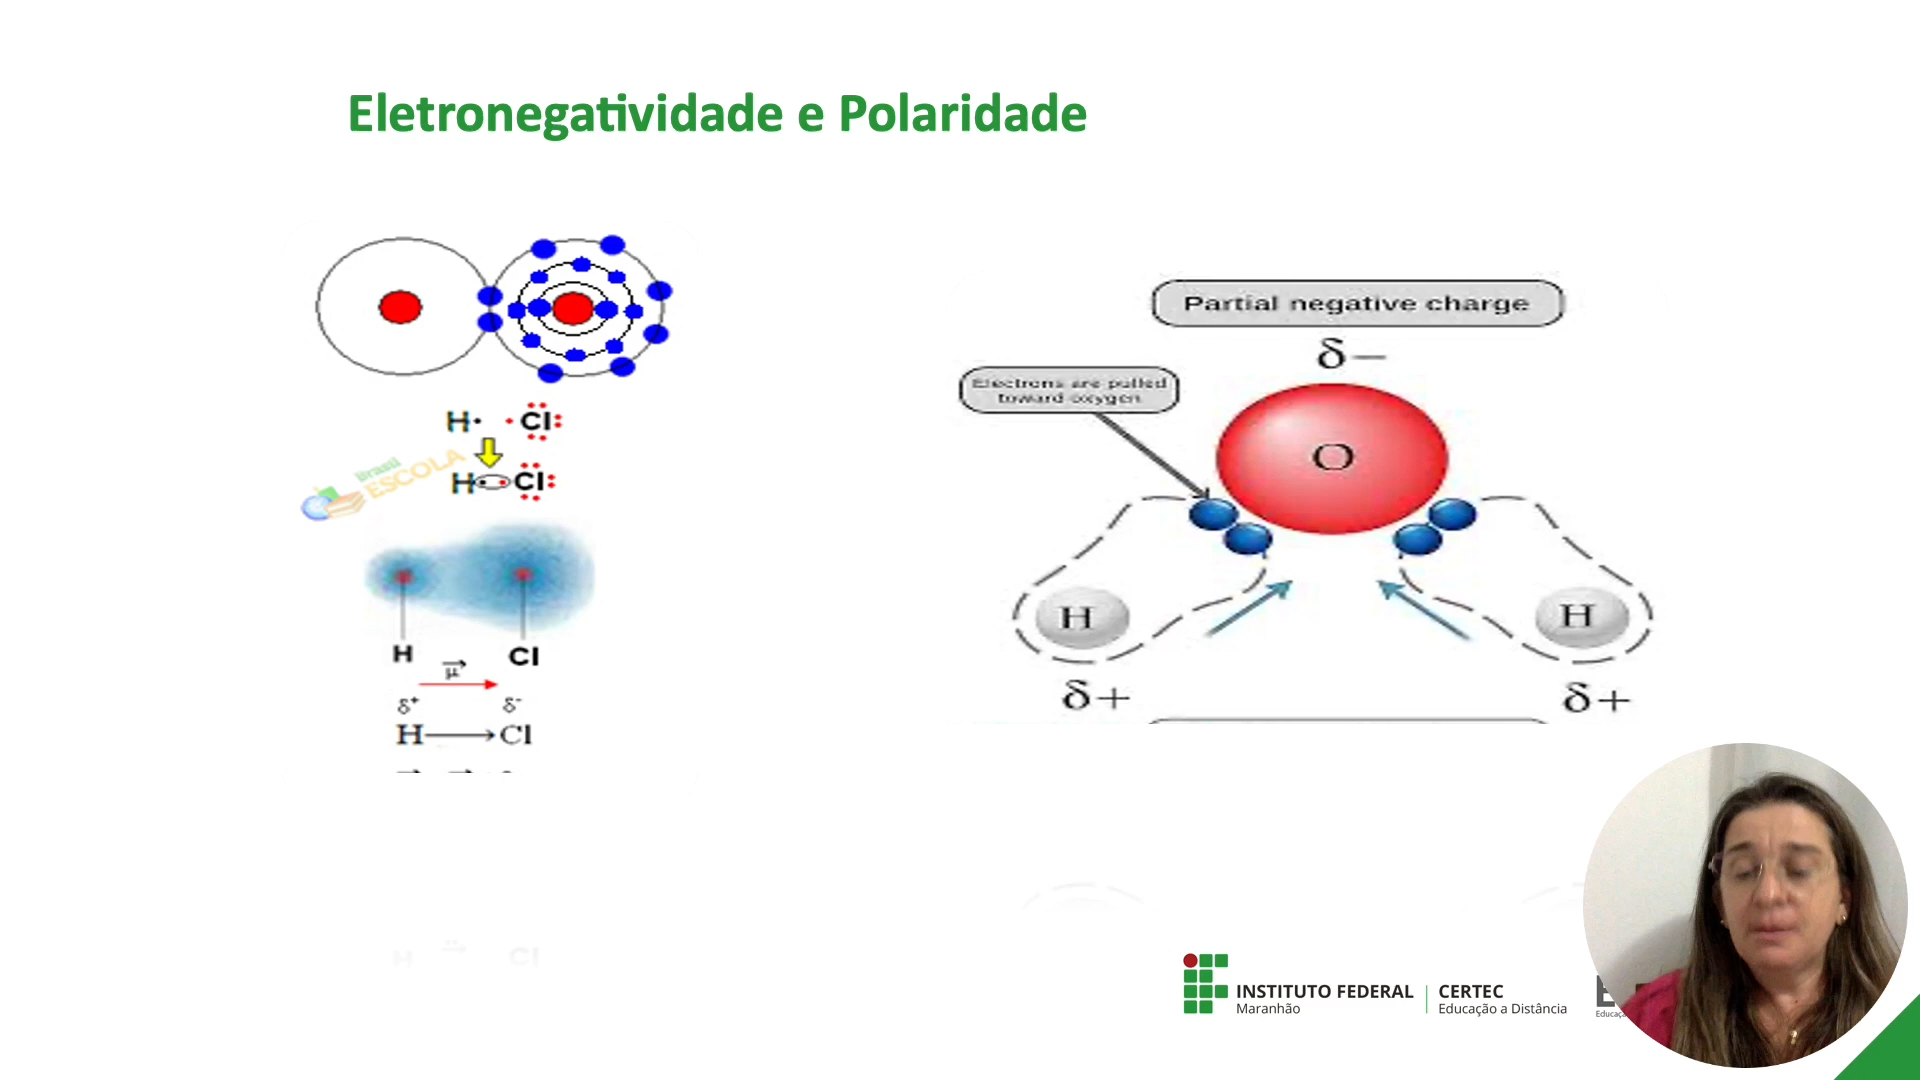 Eletronegatividade e Polaridade
H· ·Cl:
H Cl:
Brasil
ESCOLA
H Cl
μ
δ+ δ-
H→Cl
Partial negative charge
δ−
Electrons are pulled
toward oxygen
O
H H
δ+ δ+
H Cl
INSTITUTO FEDERAL
Maranhão
CERTEC
Educação a Distância